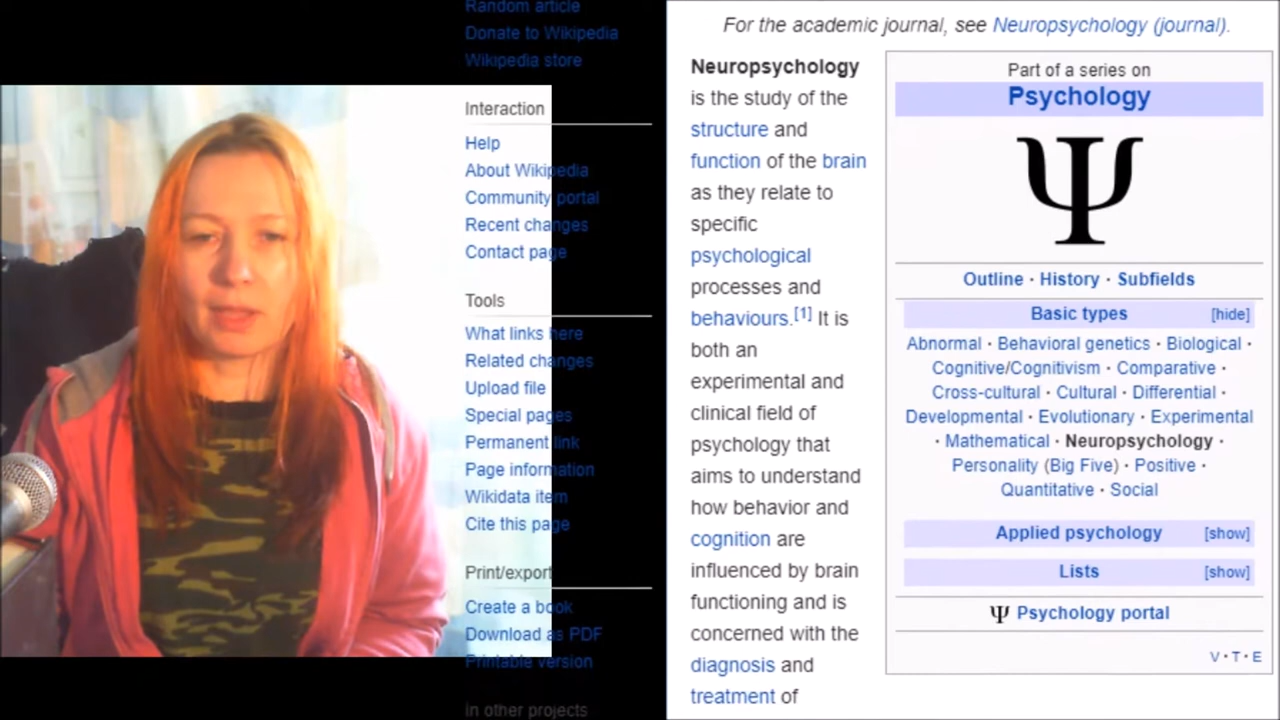 Random article
Donate to Wikipedia
Wikipedia store
Interaction
Help
About Wikipedia
Community portal
Recent changes
Contact page
Tools
What links here
Related changes
Upload file
Special pages
Permanent link
Page information
Wikidata item
Cite this page
Print/export
Create a book
Download as PDF
Printable version
In other projects
For the academic journal, see Neuropsychology (journal).
Neuropsychology
is the study of the
structure and
function of the brain
as they relate to
specific
psychological
processes and
behaviours.[1] It is
both an
experimental and
clinical field of
psychology that
aims to understand
how behavior and
cognition are
influenced by brain
functioning and is
concerned with the
diagnosis and
treatment of
Part of a series on
Psychology
Ψ
Outline · History · Subfields
Basic types [hide]
Abnormal · Behavioral genetics · Biological ·
Cognitive/Cognitivism · Comparative ·
Cross-cultural · Cultural · Differential ·
Developmental · Evolutionary · Experimental
· Mathematical · Neuropsychology ·
Personality (Big Five) · Positive ·
Quantitative · Social
Applied psychology [show]
Lists [show]
Ψ Psychology portal
V · T · E